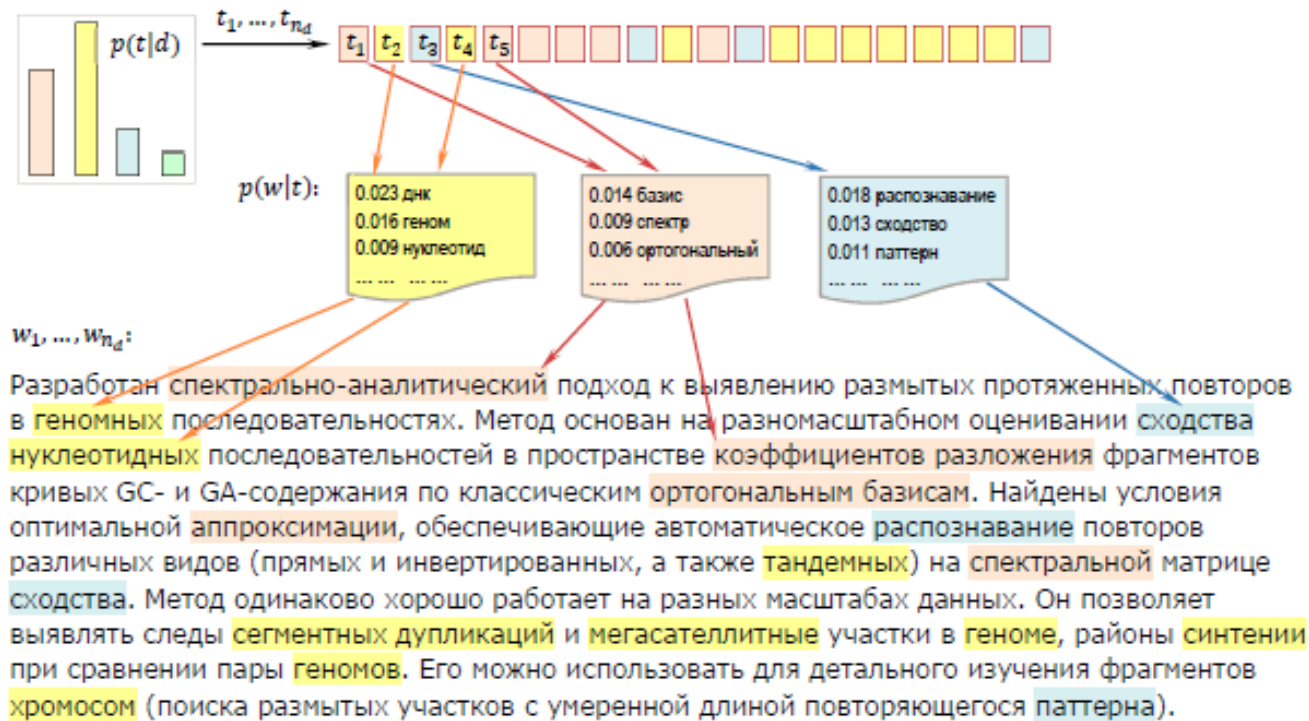 p(t|d)
t₁, …, t_{n_d}
t₁ t₂ t₃ t₄ t₅
p(w|t):
0.023 днк
0.016 геном
0.009 нуклеотид
... ... ... ...
0.014 базис
0.009 спектр
0.006 ортогональный
... ... ... ...
0.018 распознавание
0.013 сходство
0.011 паттерн
... ... ... ...
w₁, …, w_{n_d}:
Разработан спектрально-аналитический подход к выявлению размытых протяженных повторов
в геномных последовательностях. Метод основан на разномасштабном оценивании сходства
нуклеотидных последовательностей в пространстве коэффициентов разложения фрагментов
кривых GC- и GA-содержания по классическим ортогональным базисам. Найдены условия
оптимальной аппроксимации, обеспечивающие автоматическое распознавание повторов
различных видов (прямых и инвертированных, а также тандемных) на спектральной матрице
сходства. Метод одинаково хорошо работает на разных масштабах данных. Он позволяет
выявлять следы сегментных дупликаций и мегасателлитные участки в геноме, районы синтении
при сравнении пары геномов. Его можно использовать для детального изучения фрагментов
хромосом (поиска размытых участков с умеренной длиной повторяющегося паттерна).